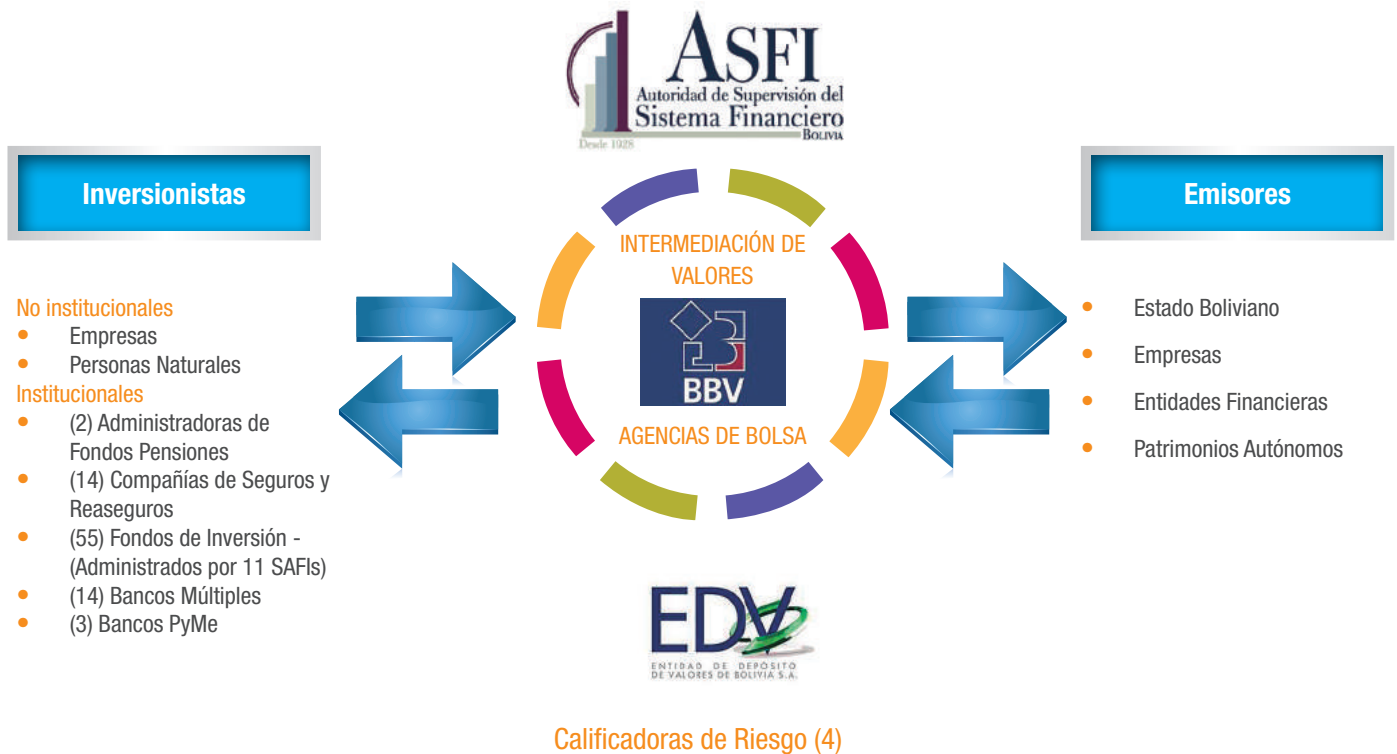 ASFI
Autoridad de Supervisión del
Sistema Financiero
BOLIVIA
Desde 1928
Inversionistas
No institucionales
• Empresas
• Personas Naturales
Institucionales
• (2) Administradoras de
Fondos Pensiones
• (14) Compañías de Seguros y
Reaseguros
• (55) Fondos de Inversión -
(Administrados por 11 SAFIs)
• (14) Bancos Múltiples
• (3) Bancos PyMe
INTERMEDIACIÓN DE
VALORES
BBV
AGENCIAS DE BOLSA
Emisores
• Estado Boliviano
• Empresas
• Entidades Financieras
• Patrimonios Autónomos
EDV
ENTIDAD DE DEPÓSITO
DE VALORES DE BOLIVIA S.A.
Calificadoras de Riesgo (4)